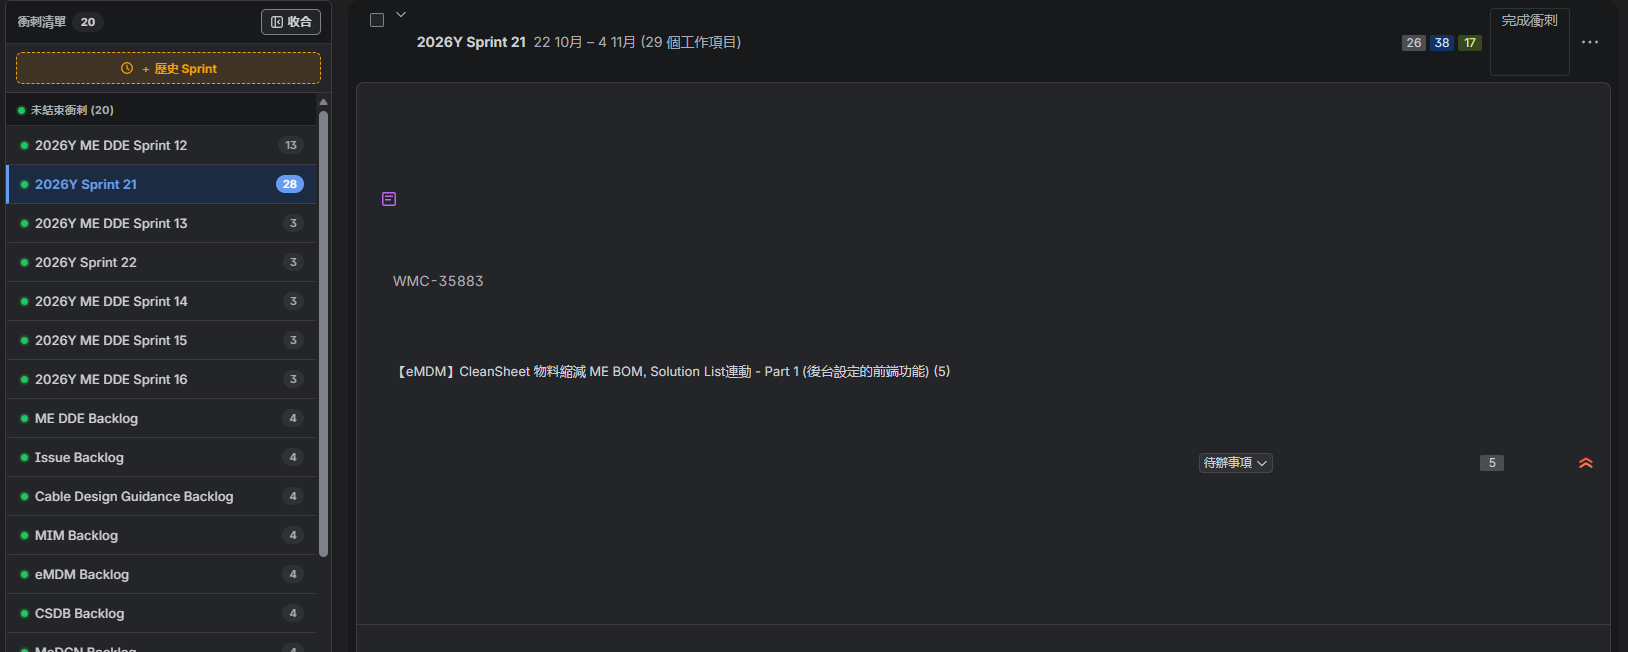 衝刺清單 20 收合
+ 歷史 Sprint
未結束衝刺 (20)
2026Y ME DDE Sprint 12 13
2026Y Sprint 21 28
2026Y ME DDE Sprint 13 3
2026Y Sprint 22 3
2026Y ME DDE Sprint 14 3
2026Y ME DDE Sprint 15 3
2026Y ME DDE Sprint 16 3
ME DDE Backlog 4
Issue Backlog 4
Cable Design Guidance Backlog 4
MIM Backlog 4
eMDM Backlog 4
CSDB Backlog 4
MeDCN Backlog 4
2026Y Sprint 21 22 10月 – 4 11月 (29 個工作項目)
26 38 17
完成衝刺
WMC-35883
【eMDM】CleanSheet 物料縮減 ME BOM, Solution List連動 - Part 1 (後台設定的前端功能) (5)
待辦事項 5